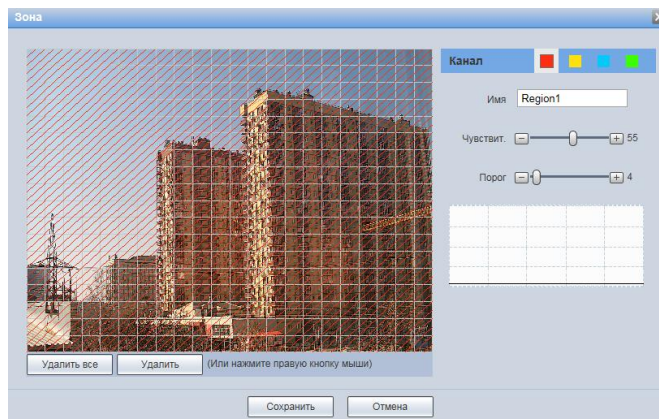 Зона
Канал
Имя Region1
Чувствит. 55
Порог 4
Удалить все Удалить (Или нажмите правую кнопку мыши)
Сохранить Отмена